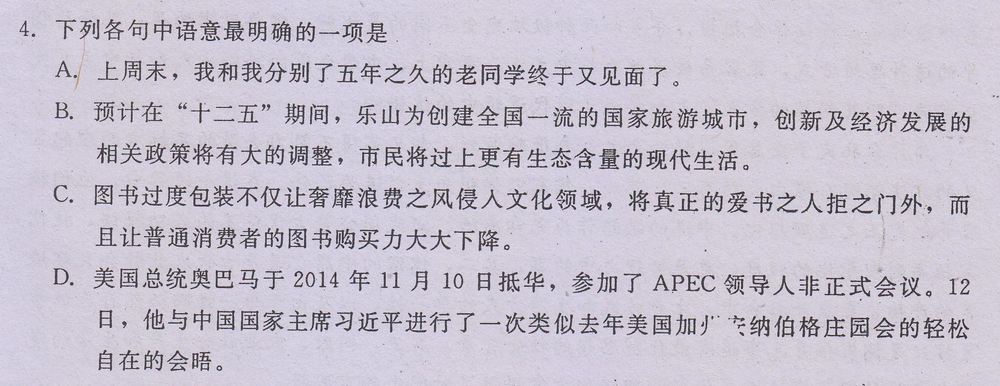 4. 下列各句中语意最明确的一项是
A. 上周末，我和我分别了五年之久的老同学终于又见面了。
B. 预计在“十二五”期间，乐山为创建全国一流的国家旅游城市，创新及经济发展的
相关政策将有大的调整，市民将过上更有生态含量的现代生活。
C. 图书过度包装不仅让奢靡浪费之风侵入文化领域，将真正的爱书之人拒之门外，而
且让普通消费者的图书购买力大大下降。
D. 美国总统奥巴马于 2014 年 11 月 10 日抵华，参加了 APEC 领导人非正式会议。12
日，他与中国国家主席习近平进行了一次类似去年美国加 纳伯格庄园会的轻松
自在的会晤。